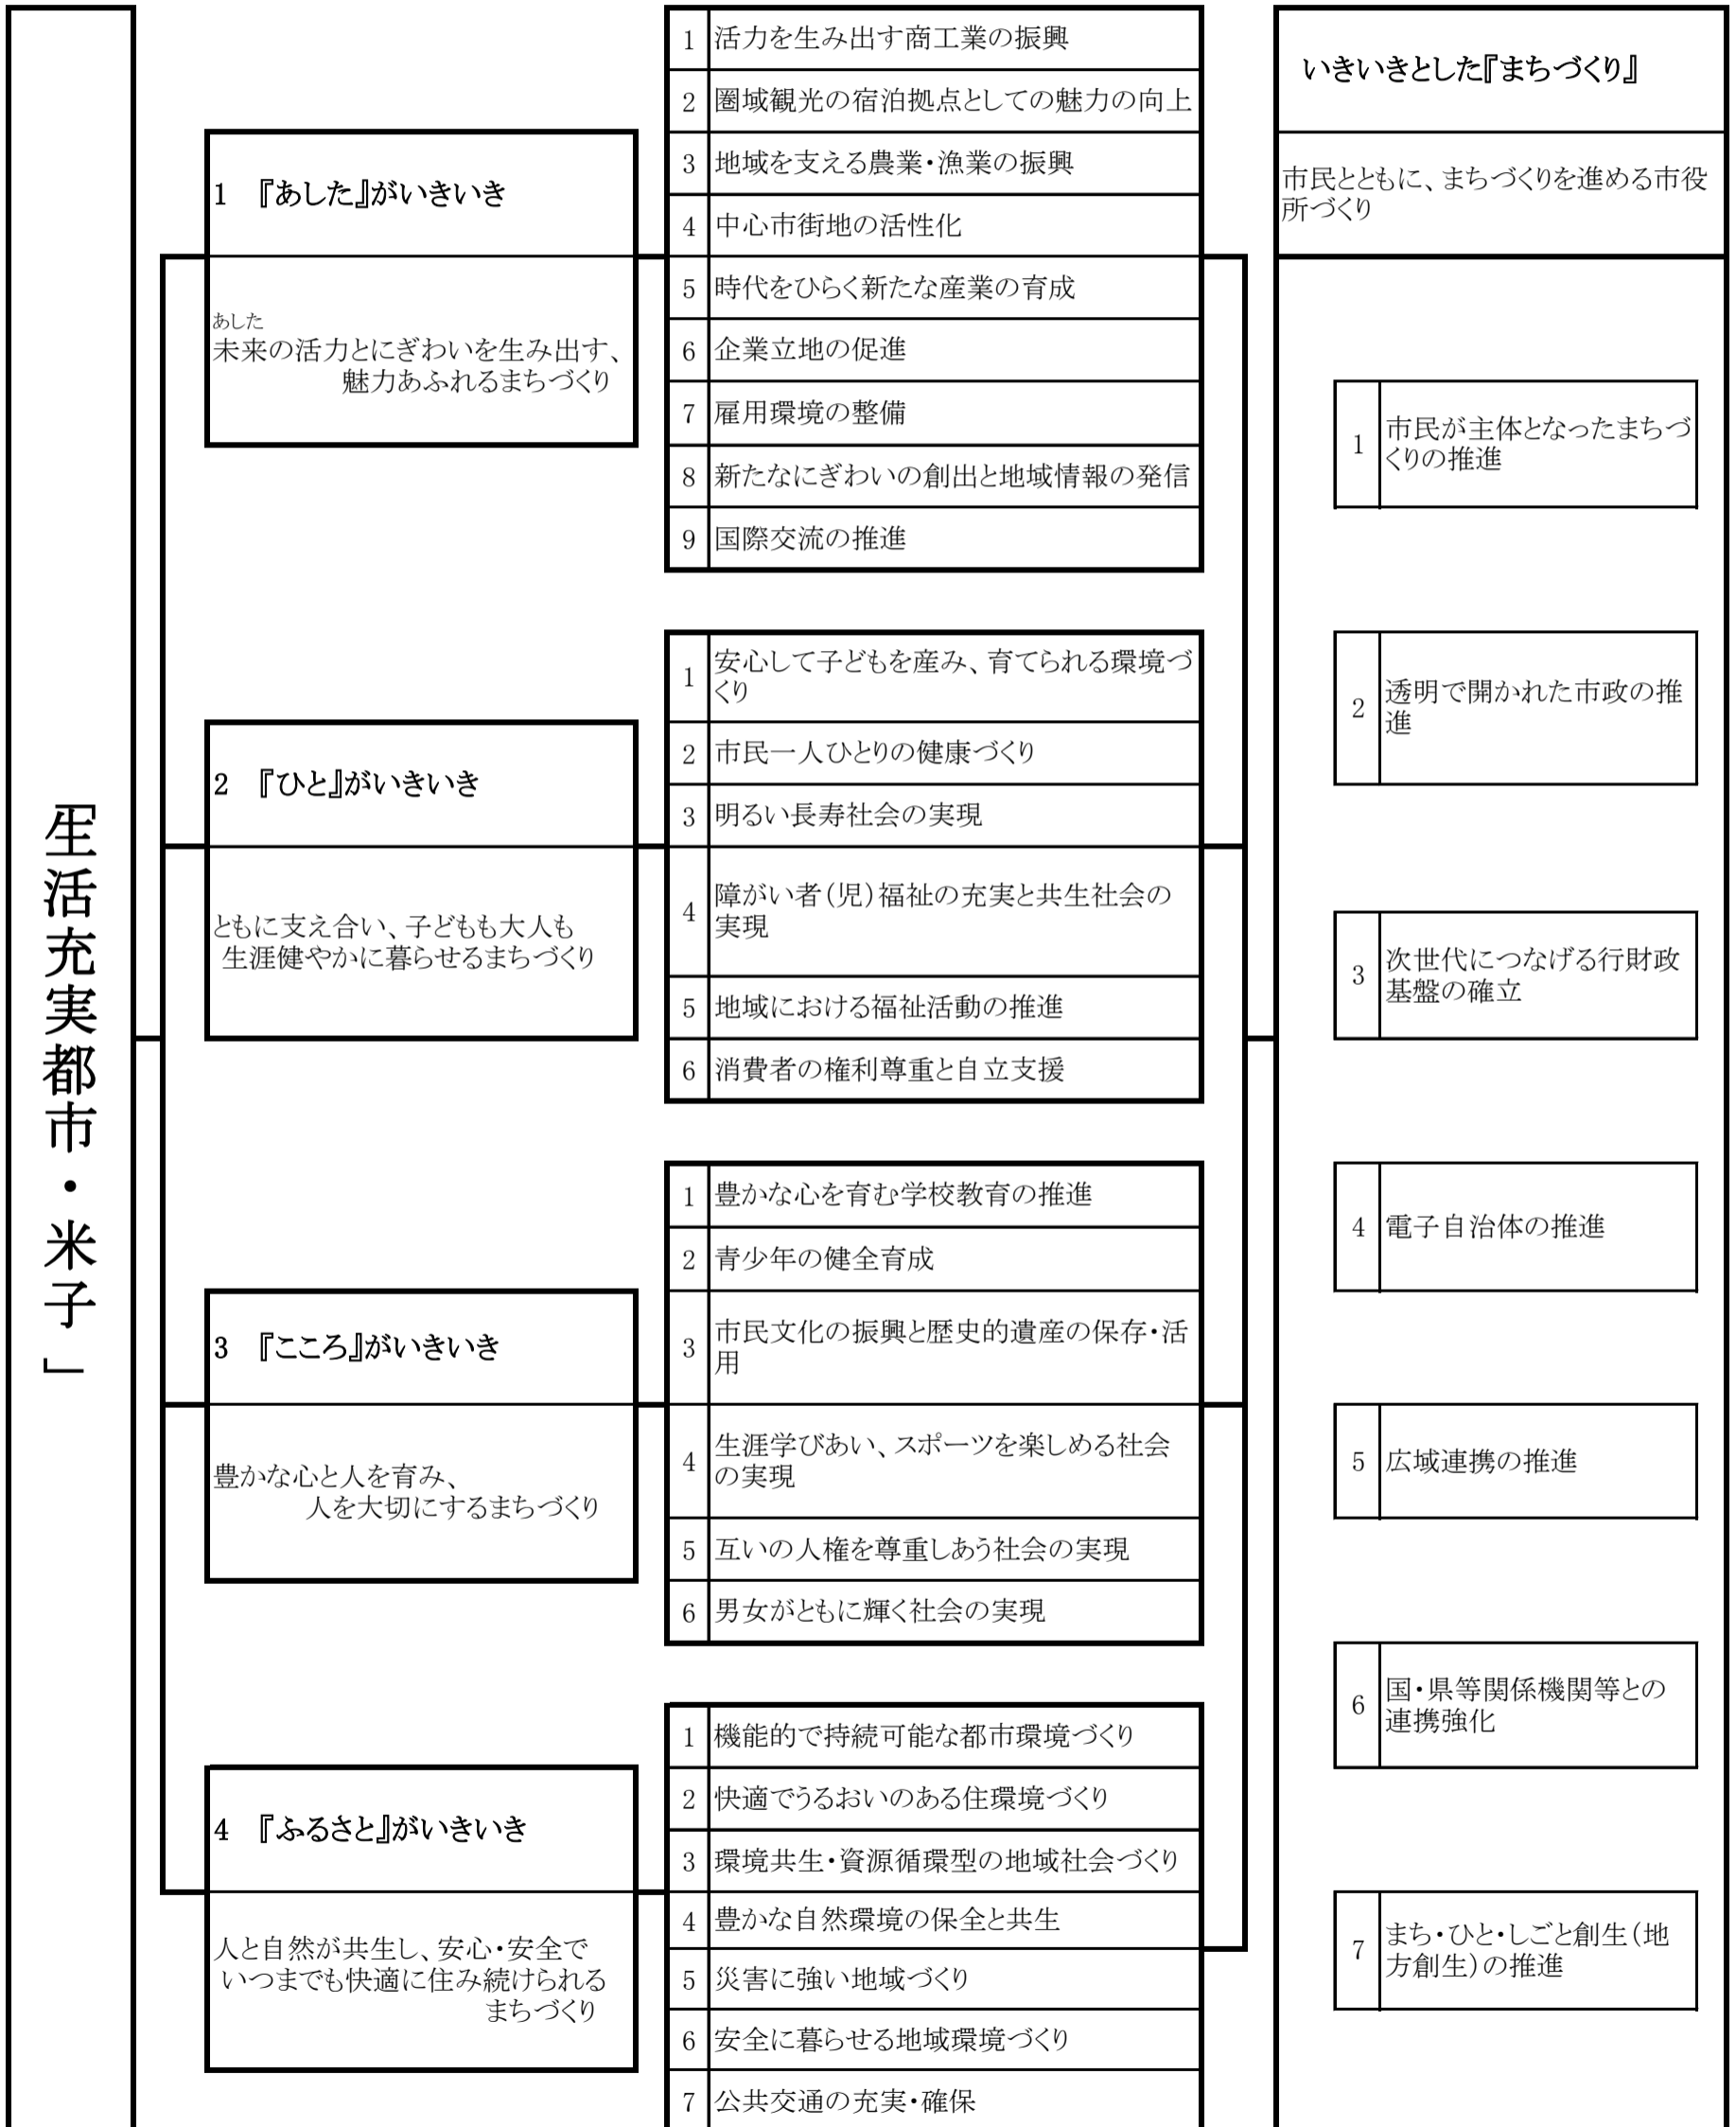 「生活充実都市・米子」
1 『あした』がいきいき
あした
未来の活力とにぎわいを生み出す、
魅力あふれるまちづくり
1 活力を生み出す商工業の振興
2 圏域観光の宿泊拠点としての魅力の向上
3 地域を支える農業・漁業の振興
4 中心市街地の活性化
5 時代をひらく新たな産業の育成
6 企業立地の促進
7 雇用環境の整備
8 新たなにぎわいの創出と地域情報の発信
9 国際交流の推進
2 『ひと』がいきいき
ともに支え合い、子どもも大人も
生涯健やかに暮らせるまちづくり
1 安心して子どもを産み、育てられる環境づ
くり
2 市民一人ひとりの健康づくり
3 明るい長寿社会の実現
4 障がい者(児)福祉の充実と共生社会の
実現
5 地域における福祉活動の推進
6 消費者の権利尊重と自立支援
3 『こころ』がいきいき
豊かな心と人を育み、
人を大切にするまちづくり
1 豊かな心を育む学校教育の推進
2 青少年の健全育成
3 市民文化の振興と歴史的遺産の保存・活
用
4 生涯学びあい、スポーツを楽しめる社会
の実現
5 互いの人権を尊重しあう社会の実現
6 男女がともに輝く社会の実現
4 『ふるさと』がいきいき
人と自然が共生し、安心・安全で
いつまでも快適に住み続けられる
まちづくり
1 機能的で持続可能な都市環境づくり
2 快適でうるおいのある住環境づくり
3 環境共生・資源循環型の地域社会づくり
4 豊かな自然環境の保全と共生
5 災害に強い地域づくり
6 安全に暮らせる地域環境づくり
7 公共交通の充実・確保
いきいきとした『まちづくり』
市民とともに、まちづくりを進める市役
所づくり
1 市民が主体となったまちづ
くりの推進
2 透明で開かれた市政の推
進
3 次世代につなげる行財政
基盤の確立
4 電子自治体の推進
5 広域連携の推進
6 国・県等関係機関等との
連携強化
7 まち・ひと・しごと創生(地
方創生)の推進